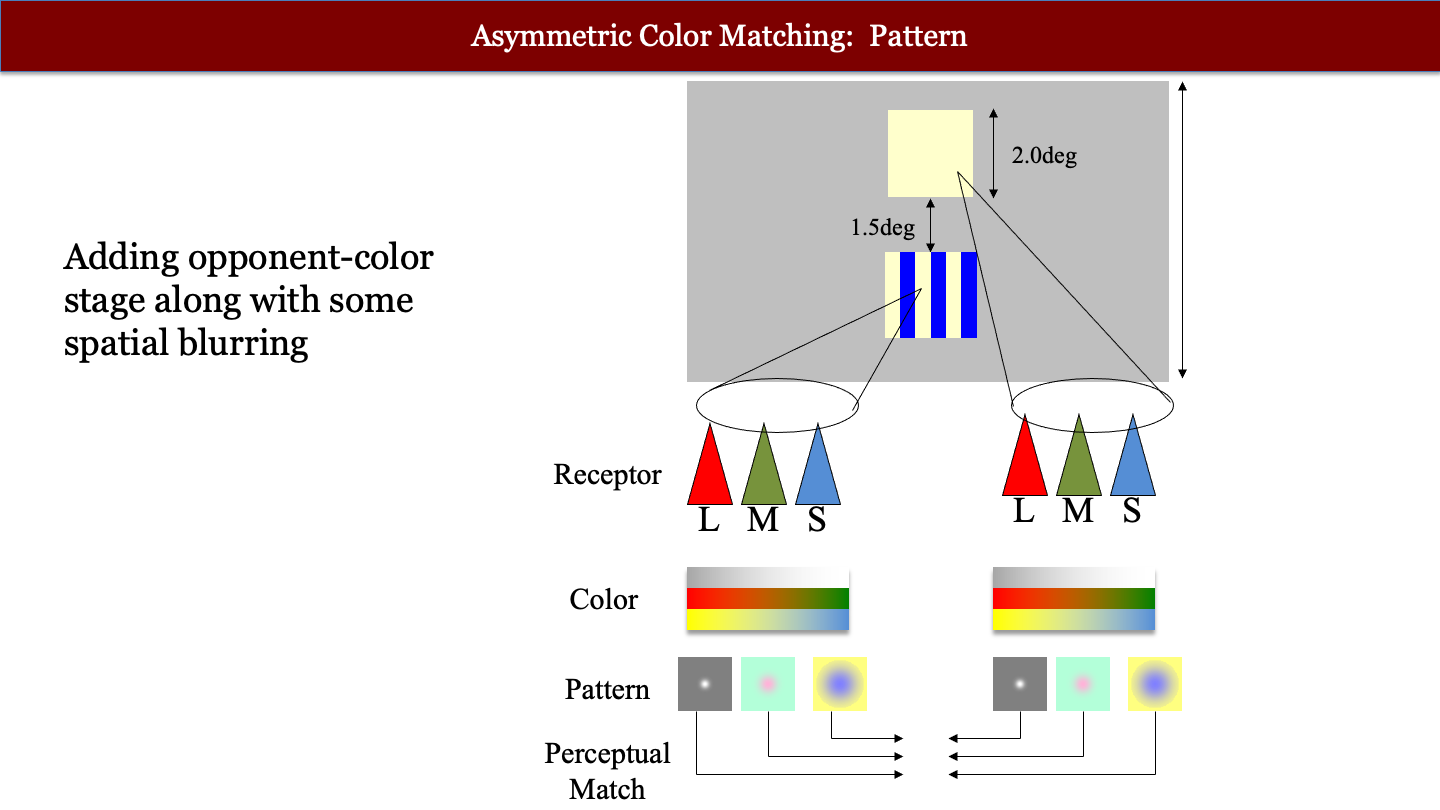 Asymmetric Color Matching:  Pattern
2.0deg
1.5deg
Adding opponent-color
stage along with some
spatial blurring
Receptor
L M S
L M S
Color
Pattern
Perceptual
Match